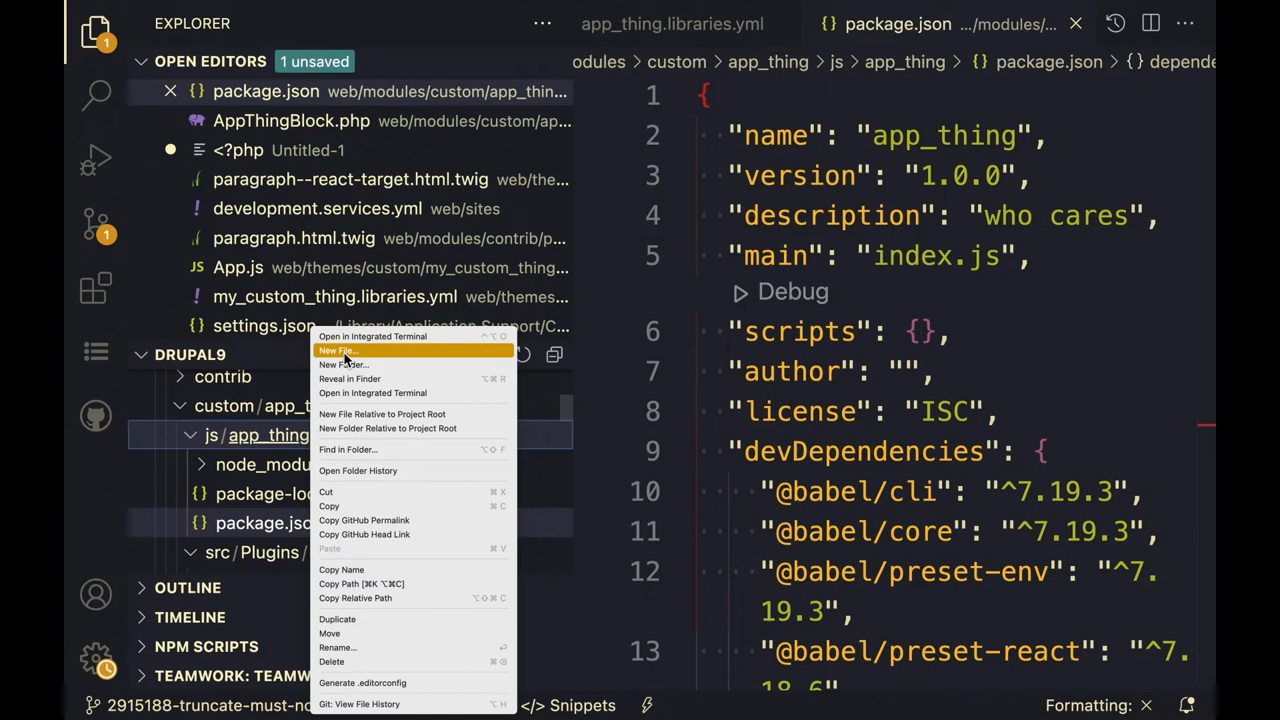 EXPLORER
OPEN EDITORS 1 unsaved
package.json web/modules/custom/app_thin...
AppThingBlock.php web/modules/custom/ap...
<?php Untitled-1
paragraph--react-target.html.twig web/the...
development.services.yml web/sites
paragraph.html.twig web/modules/contrib/p...
JS App.js web/themes/custom/my_custom_thing...
my_custom_thing.libraries.yml web/themes...
settings.json ~/Library/Application Support/C...
DRUPAL9
contrib
custom/app_t
js/app_thing
node_modu
package-lo
package.jso
src/Plugins/
OUTLINE
TIMELINE
NPM SCRIPTS
TEAMWORK: TEAMW
1
1
Open in Integrated Terminal ^⌥O
New File...
New Folder...
Reveal in Finder ⌥⌘R
Open in Integrated Terminal
New File Relative to Project Root
New Folder Relative to Project Root
Find in Folder... ⌥⇧F
Open Folder History
Cut ⌘X
Copy ⌘C
Copy GitHub Permalink
Copy GitHub Head Link
Paste ⌘V
Copy Name
Copy Path [⌘K ⌥⌘C]
Copy Relative Path ⌥⇧⌘C
Duplicate
Move
Rename... ⏎
Delete ⌘⌫
Generate .editorconfig
Git: View File History ⌥H
app_thing.libraries.yml
package.json .../modules/...
odules > custom > app_thing > js > app_thing > {} package.json > {} depende
1 {
2 "name": "app_thing",
3 "version": "1.0.0",
4 "description": "who cares",
5 "main": "index.js",
Debug
6 "scripts": {},
7 "author": "",
8 "license": "ISC",
9 "devDependencies": {
10 "@babel/cli": "^7.19.3",
11 "@babel/core": "^7.19.3",
12 "@babel/preset-env": "^7.
19.3",
13 "@babel/preset-react": "^7.
18.6",
2915188-truncate-must-no
</> Snippets
Formatting: ×